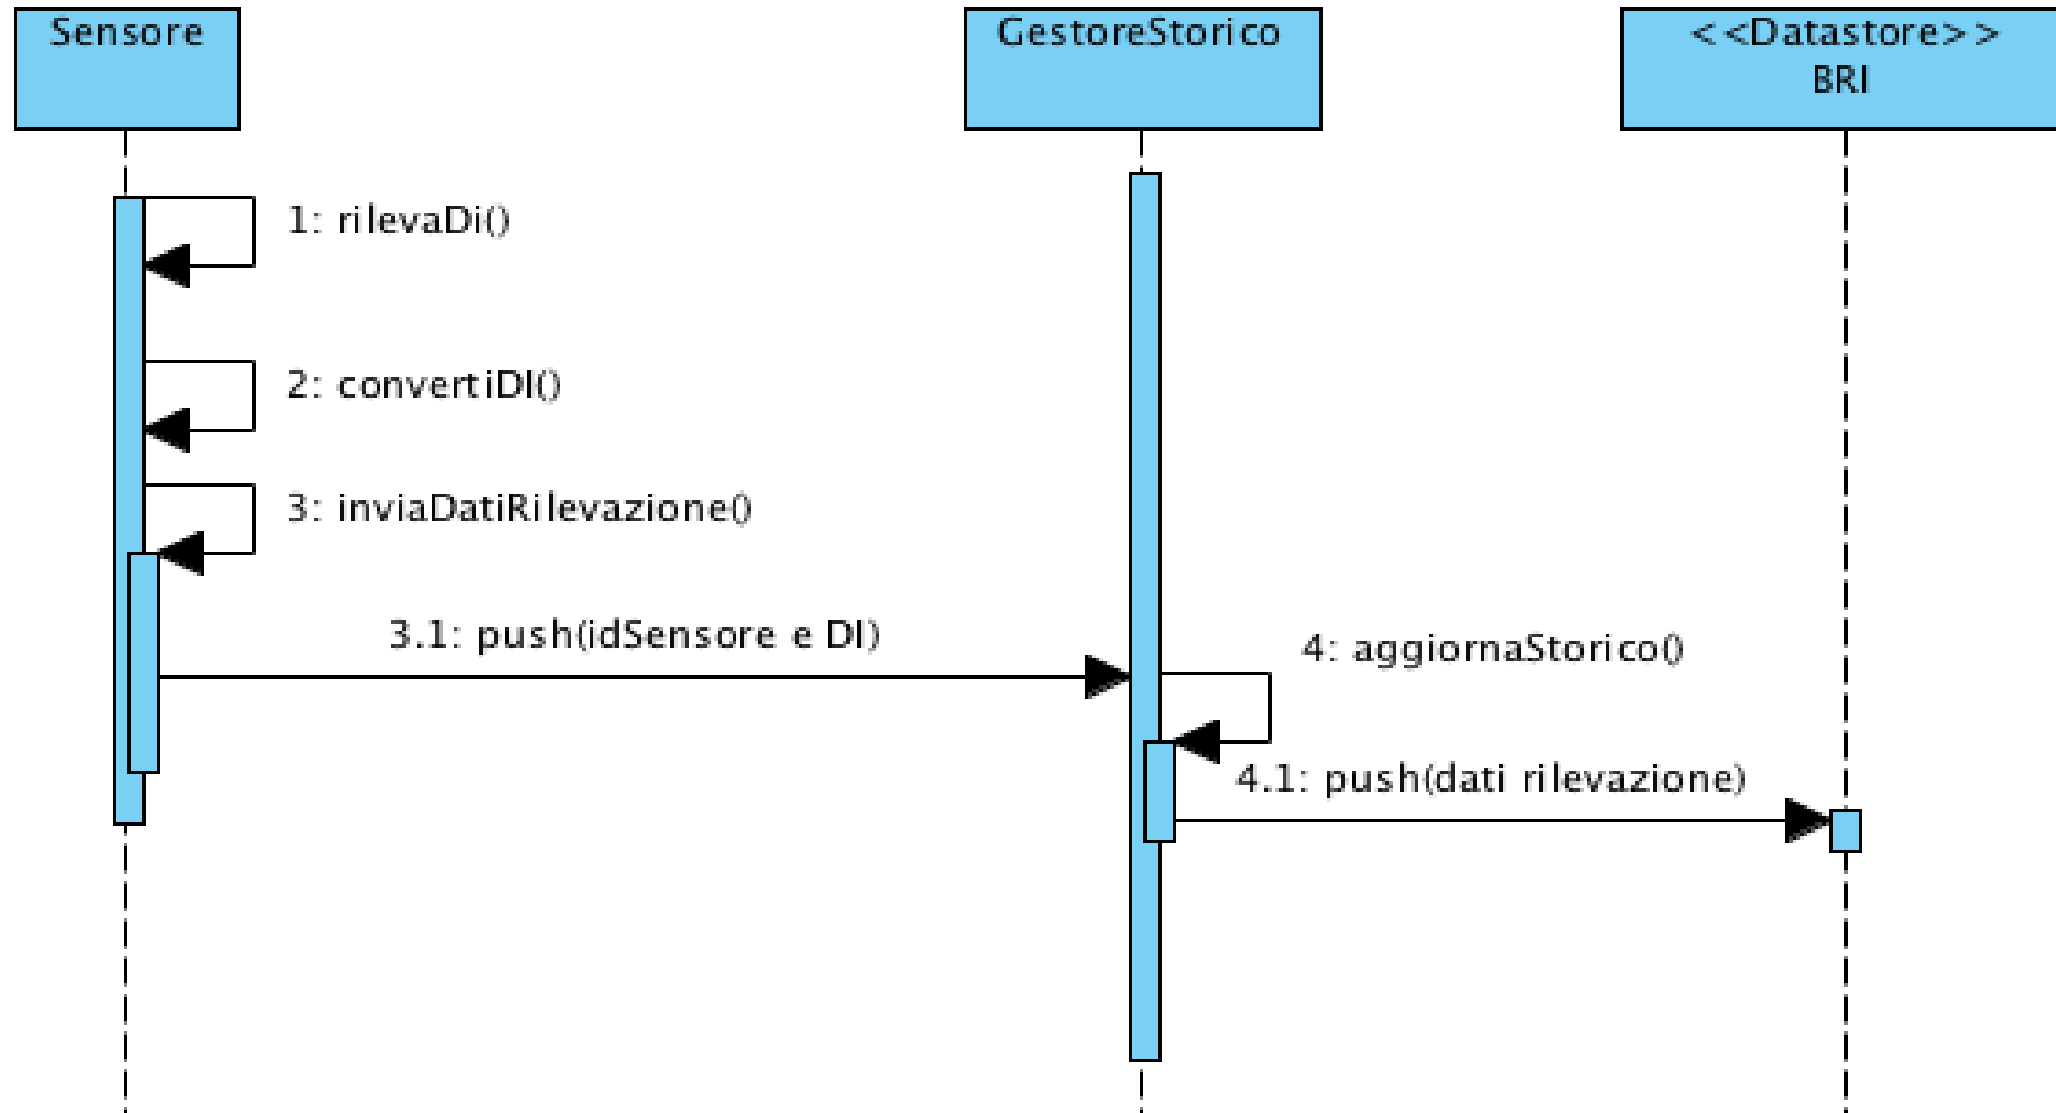 Sensore
GestoreStorico
<<Datastore>>
BRI
1: rilevaDi()
2: convertiDI()
3: inviaDatiRilevazione()
3.1: push(idSensore e DI)
4: aggiornaStorico()
4.1: push(dati rilevazione)